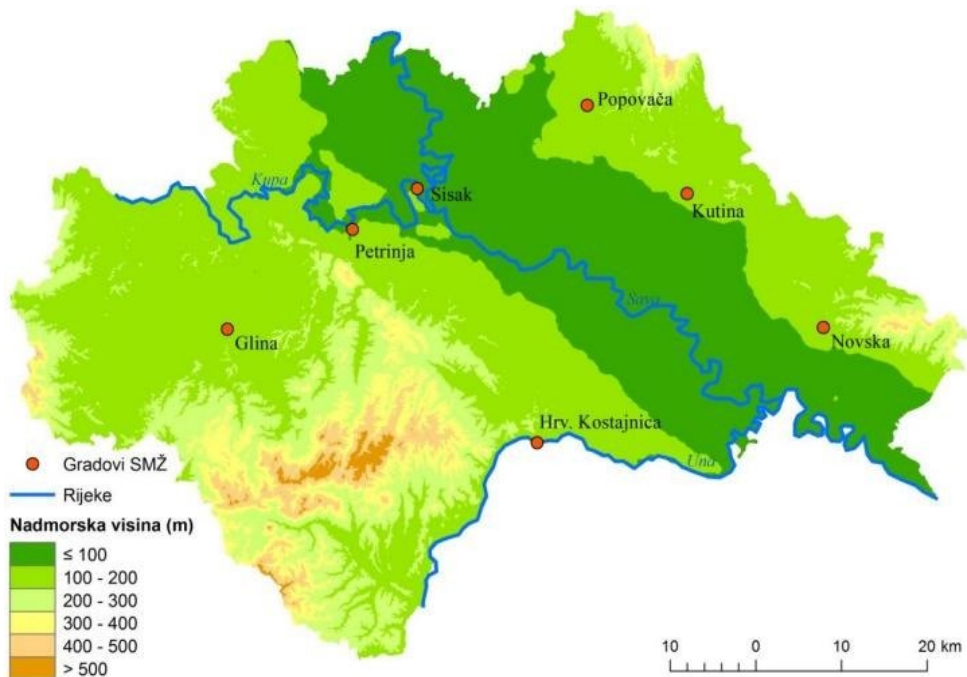 Popovača
Kupa
Sisak
Kutina
Petrinja
Sava
Glina
Novska
Hrv. Kostajnica
Una
Gradovi SMŽ
Rijeke
Nadmorska visina (m)
≤ 100
100 - 200
200 - 300
300 - 400
400 - 500
> 500
10 0 10 20 km